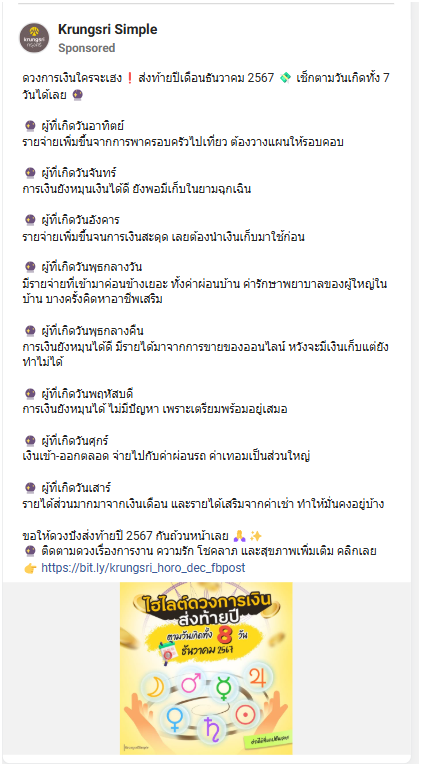 Krungsri Simple
Sponsored
ดวงการเงินใครจะเฮง❗ ส่งท้ายปีเดือนธันวาคม 2567 💸 เช็กตามวันเกิดทั้ง 7
วันได้เลย 🔮
🔮 ผู้ที่เกิดวันอาทิตย์
รายจ่ายเพิ่มขึ้นจากการพาครอบครัวไปเที่ยว ต้องวางแผนให้รอบคอบ
🔮 ผู้ที่เกิดวันจันทร์
การเงินยังหมุนเงินได้ดี ยังพอมีเก็บในยามฉุกเฉิน
🔮 ผู้ที่เกิดวันอังคาร
รายจ่ายเพิ่มขึ้นจนการเงินสะดุด เลยต้องนำเงินเก็บมาใช้ก่อน
🔮 ผู้ที่เกิดวันพุธกลางวัน
มีรายจ่ายที่เข้ามาค่อนข้างเยอะ ทั้งค่าผ่อนบ้าน ค่ารักษาพยาบาลของผู้ใหญ่ใน
บ้าน บางครั้งคิดหาอาชีพเสริม
🔮 ผู้ที่เกิดวันพุธกลางคืน
การเงินยังหมุนได้ดี มีรายได้มาจากการขายของออนไลน์ หวังจะมีเงินเก็บแต่ยัง
ทำไม่ได้
🔮 ผู้ที่เกิดวันพฤหัสบดี
การเงินยังหมุนได้ ไม่มีปัญหา เพราะเตรียมพร้อมอยู่เสมอ
🔮 ผู้ที่เกิดวันศุกร์
เงินเข้า-ออกตลอด จ่ายไปกับค่าผ่อนรถ ค่าเทอมเป็นส่วนใหญ่
🔮 ผู้ที่เกิดวันเสาร์
รายได้ส่วนมากมาจากเงินเดือน และรายได้เสริมจากค่าเช่า ทำให้มั่นคงอยู่บ้าง
ขอให้ดวงปังส่งท้ายปี 2567 กันถ้วนหน้าเลย 🙏✨
🔮 ติดตามดวงเรื่องการงาน ความรัก โชคลาภ และสุขภาพเพิ่มเติม คลิกเลย
👉 https://bit.ly/krungsri_horo_dec_fbpost
ไฮไลต์ดวงการเงิน
ส่งท้ายปี
ตามวันเกิดทั้ง 8 วัน
ธันวาคม 2567